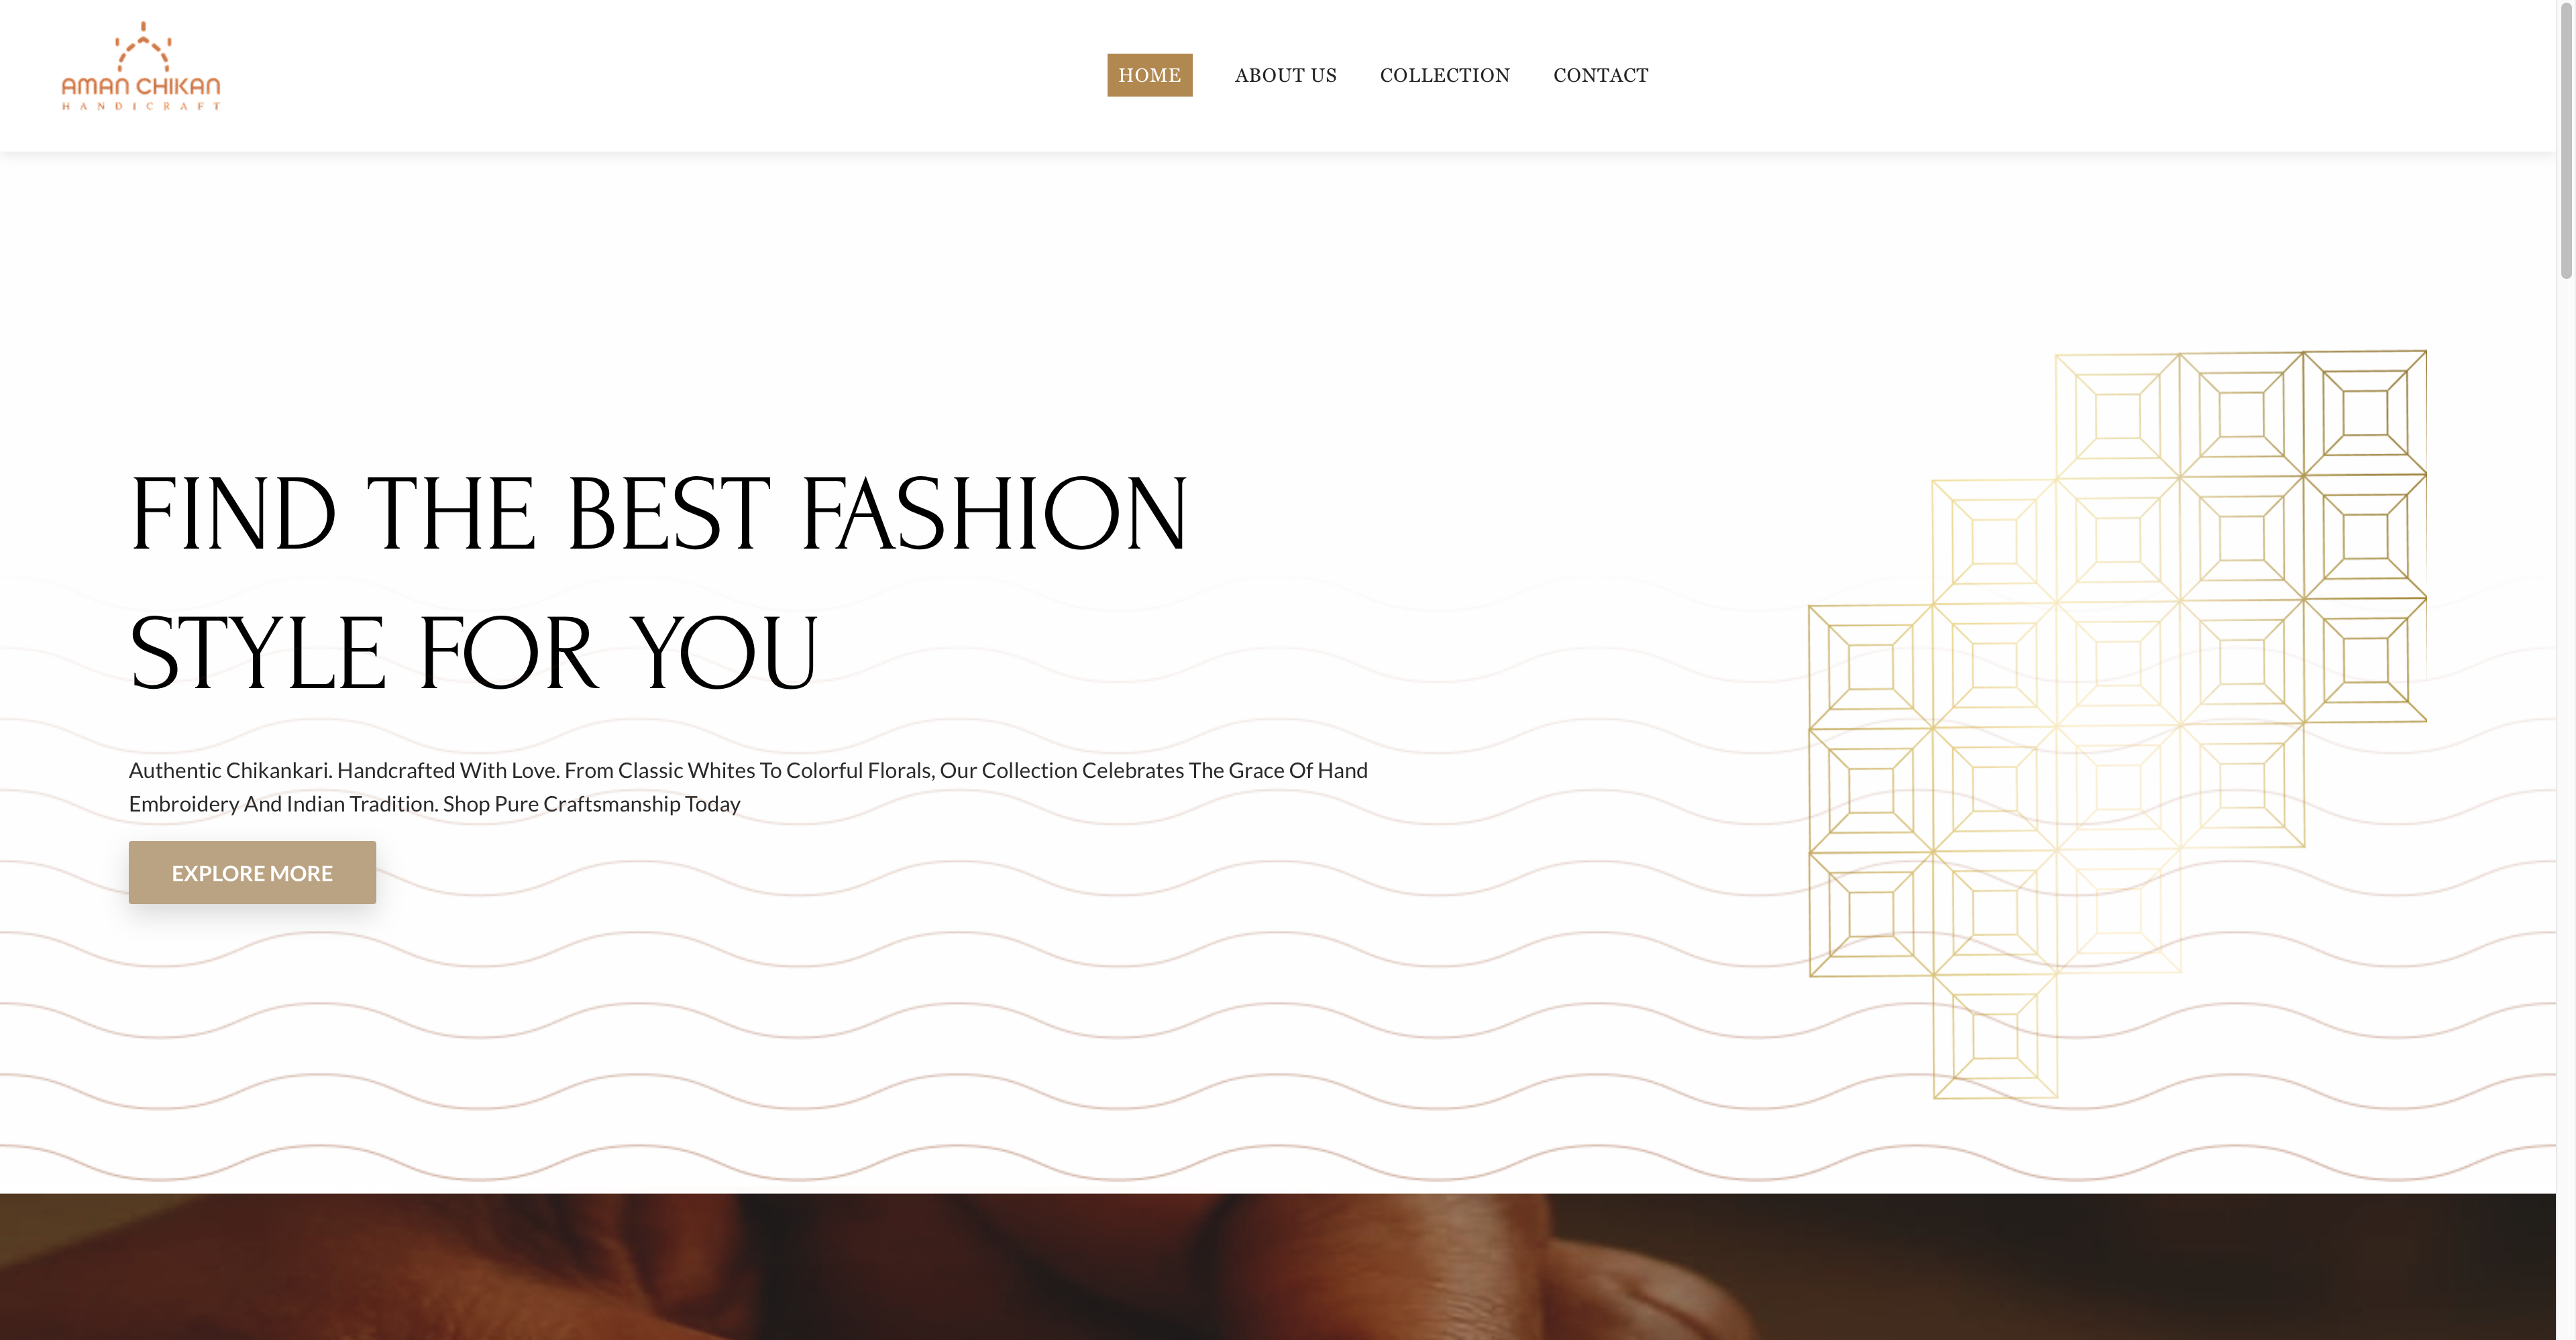 AMAN CHIKAN
HANDICRAFT
HOME
ABOUT US
COLLECTION
CONTACT
FIND THE BEST FASHION
STYLE FOR YOU
Authentic Chikankari. Handcrafted With Love. From Classic Whites To Colorful Florals, Our Collection Celebrates The Grace Of Hand
Embroidery And Indian Tradition. Shop Pure Craftsmanship Today
EXPLORE MORE